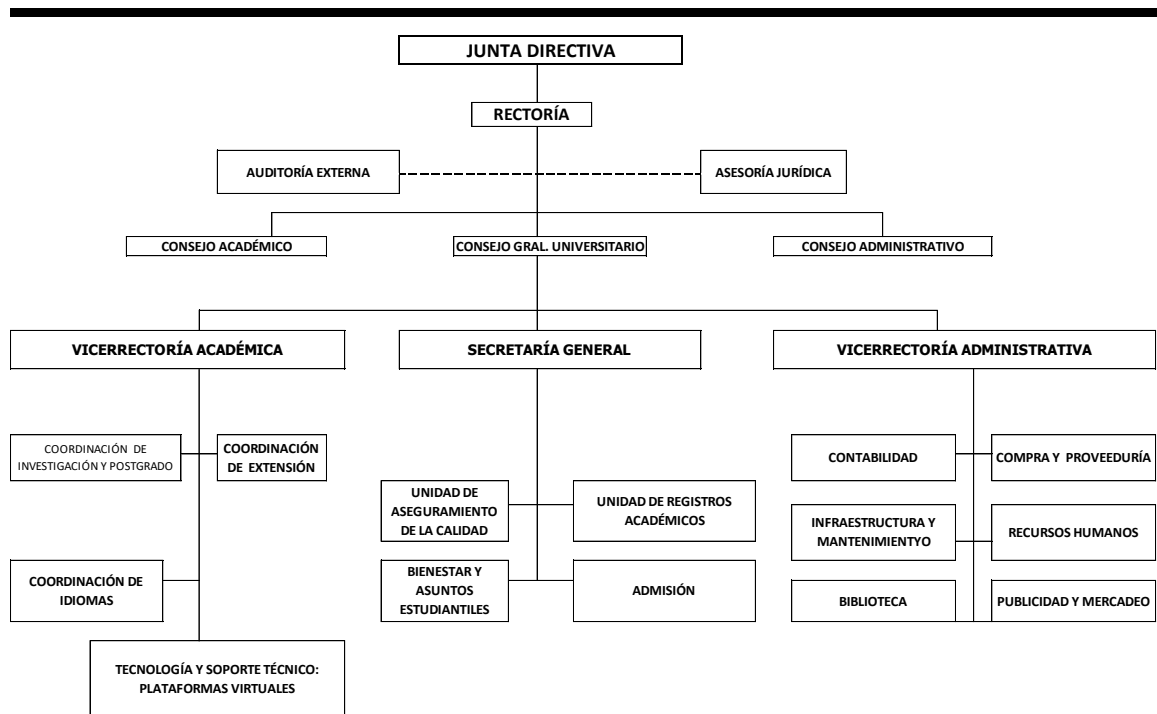 JUNTA DIRECTIVA
RECTORÍA
AUDITORÍA EXTERNA
ASESORÍA JURÍDICA
CONSEJO ACADÉMICO
CONSEJO GRAL. UNIVERSITARIO
CONSEJO ADMINISTRATIVO
VICERRECTORÍA ACADÉMICA
SECRETARÍA GENERAL
VICERRECTORÍA ADMINISTRATIVA
COORDINACIÓN DE
INVESTIGACIÓN Y POSTGRADO
COORDINACIÓN
DE EXTENSIÓN
CONTABILIDAD
COMPRA Y PROVEEDURÍA
UNIDAD DE
ASEGURAMIENTO
DE LA CALIDAD
UNIDAD DE REGISTROS
ACADÉMICOS
INFRAESTRUCTURA Y
MANTENIMIENTYO
RECURSOS HUMANOS
COORDINACIÓN DE
IDIOMAS
BIENESTAR Y
ASUNTOS
ESTUDIANTILES
ADMISIÓN
BIBLIOTECA
PUBLICIDAD Y MERCADEO
TECNOLOGÍA Y SOPORTE TÉCNICO:
PLATAFORMAS VIRTUALES